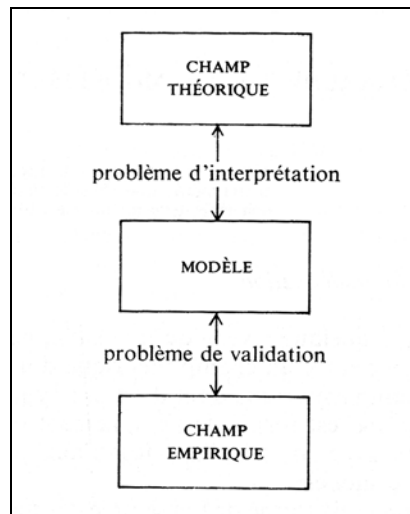 CHAMP
THÉORIQUE
problème d'interprétation
MODÈLE
problème de validation
CHAMP
EMPIRIQUE